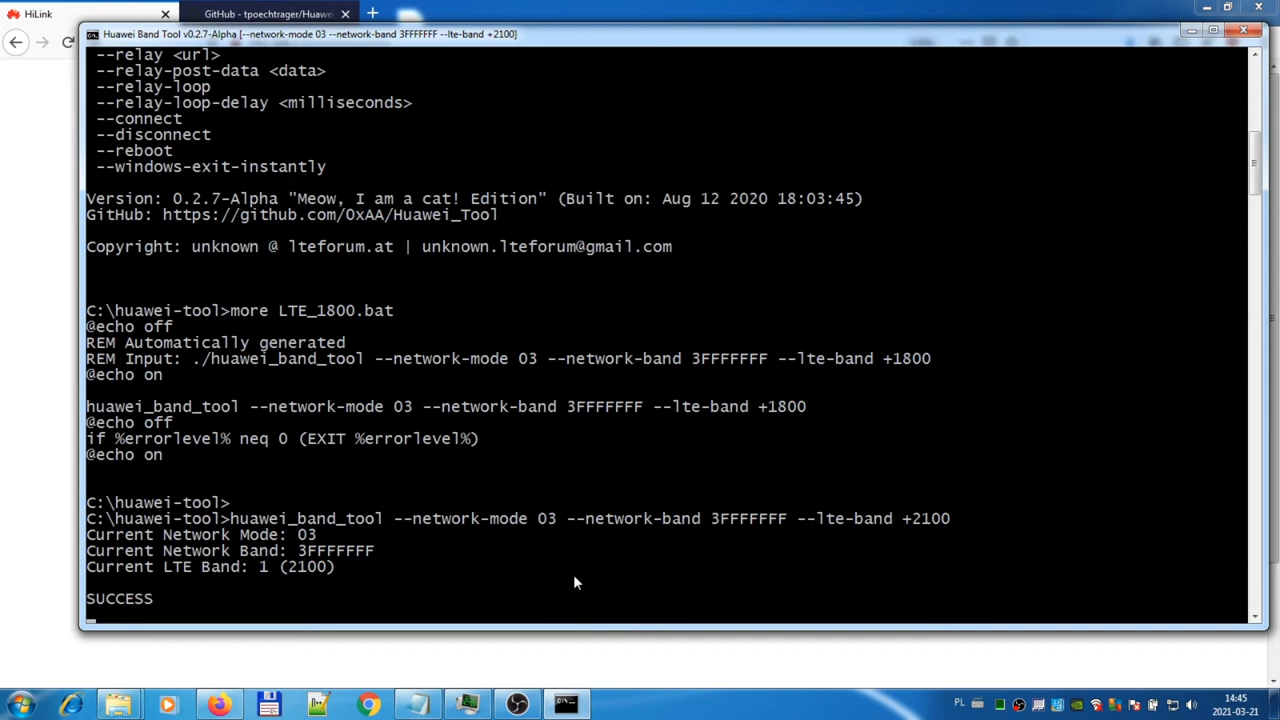 HiLink
GitHub - tpoechtrager/Huawei
Huawei Band Tool v0.2.7-Alpha [--network-mode 03 --network-band 3FFFFFFF --lte-band +2100]
--relay <url>
--relay-post-data <data>
--relay-loop
--relay-loop-delay <milliseconds>
--connect
--disconnect
--reboot
--windows-exit-instantly
Version: 0.2.7-Alpha "Meow, I am a cat! Edition" (Built on: Aug 12 2020 18:03:45)
GitHub: https://github.com/0xAA/Huawei_Tool
Copyright: unknown @ lteforum.at | unknown.lteforum@gmail.com
C:\huawei-tool>more LTE_1800.bat
@echo off
REM Automatically generated
REM Input: ./huawei_band_tool --network-mode 03 --network-band 3FFFFFFF --lte-band +1800
@echo on
huawei_band_tool --network-mode 03 --network-band 3FFFFFFF --lte-band +1800
@echo off
if %errorlevel% neq 0 (EXIT %errorlevel%)
@echo on
C:\huawei-tool>
C:\huawei-tool>huawei_band_tool --network-mode 03 --network-band 3FFFFFFF --lte-band +2100
Current Network Mode: 03
Current Network Band: 3FFFFFFF
Current LTE Band: 1 (2100)
SUCCESS
PL
14:45
2021-03-21